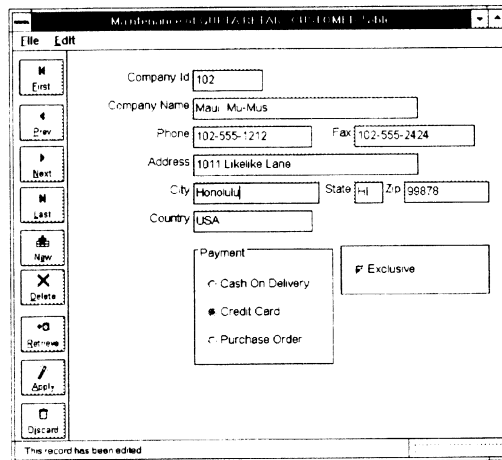 Maintenance of
File Edit
First
Prev
Next
Last
New
Delete
Retrieve
Apply
Discard
Company Id 102
Company Name Maui Mu-Mus
Phone 102-555-1212 Fax 102-555-2424
Address 1011 Likelike Lane
City Honolulu State HI Zip 99878
Country USA
Payment
Cash On Delivery
Credit Card
Purchase Order
Exclusive
This record has been edited